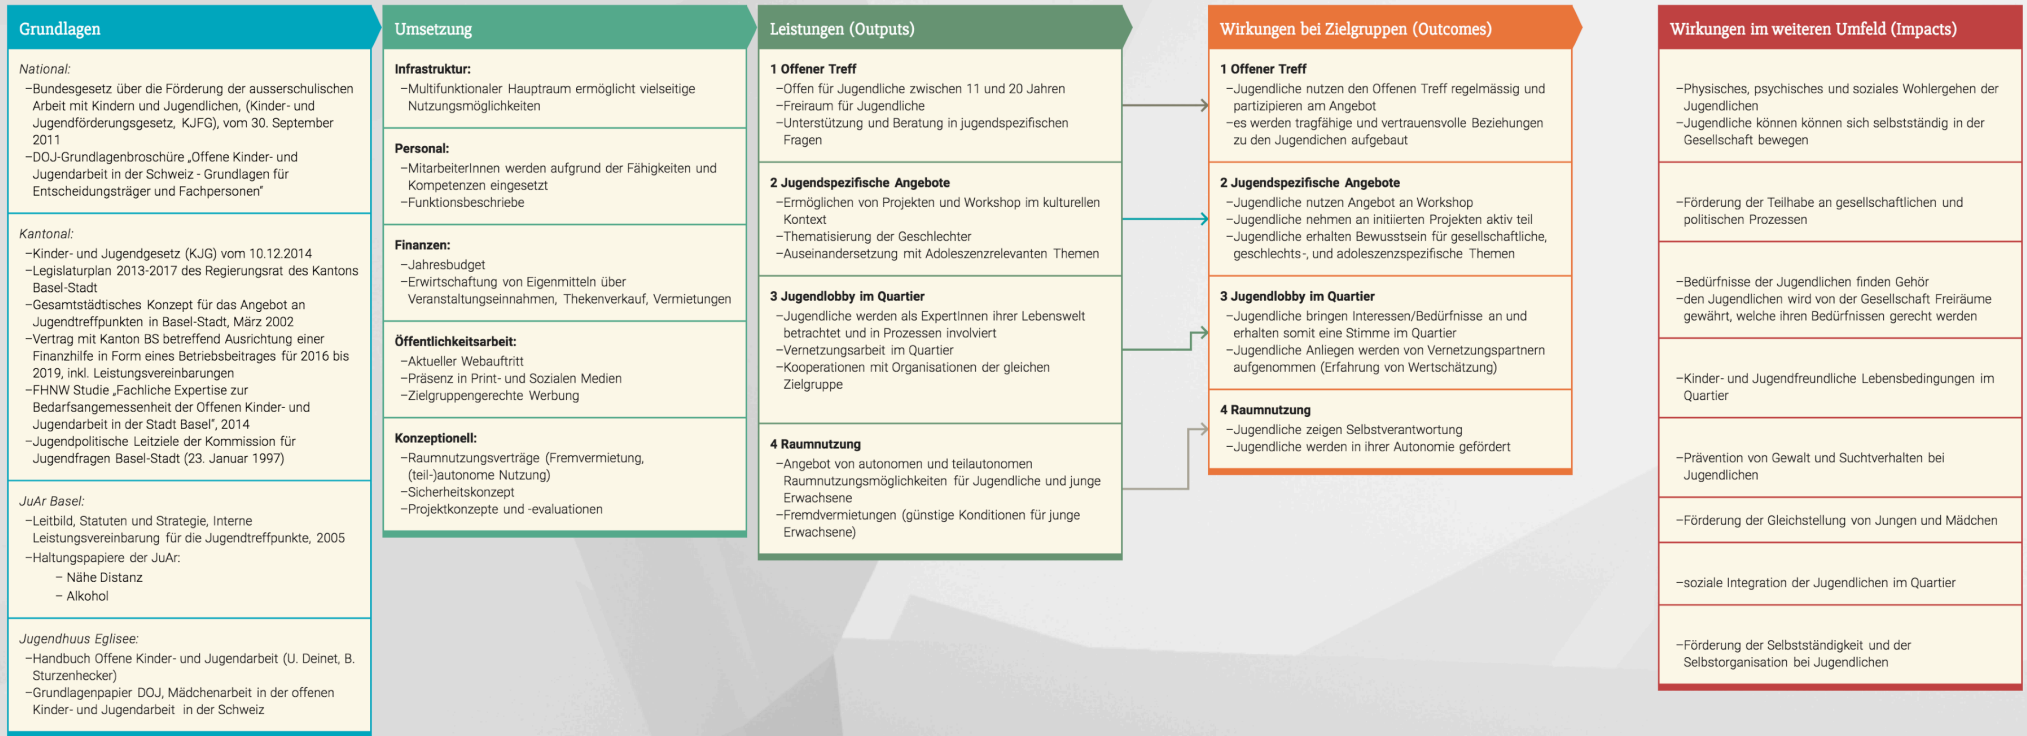 Grundlagen
National:
–Bundesgesetz über die Förderung der ausserschulischen
Arbeit mit Kindern und Jugendlichen, (Kinder- und
Jugendförderungsgesetz, KJFG), vom 30. September
2011
–DOJ-Grundlagenbroschüre „Offene Kinder- und
Jugendarbeit in der Schweiz - Grundlagen für
Entscheidungsträger und Fachpersonen“
Kantonal:
–Kinder- und Jugendgesetz (KJG) vom 10.12.2014
–Legislaturplan 2013-2017 des Regierungsrat des Kantons
Basel-Stadt
–Gesamtstädtisches Konzept für das Angebot an
Jugendtreffpunkten in Basel-Stadt, März 2002
–Vertrag mit Kanton BS betreffend Ausrichtung einer
Finanzhilfe in Form eines Betriebsbeitrages für 2016 bis
2019, inkl. Leistungsvereinbarungen
–FHNW Studie „Fachliche Expertise zur
Bedarfsangemessenheit der Offenen Kinder- und
Jugendarbeit in der Stadt Basel“, 2014
–Jugendpolitische Leitziele der Kommission für
Jugendfragen Basel-Stadt (23. Januar 1997)
JuAr Basel:
–Leitbild, Statuten und Strategie, Interne
Leistungsvereinbarung für die Jugendtreffpunkte, 2005
–Haltungspapiere der JuAr:
– Nähe Distanz
– Alkohol
Jugendhuus Eglisee:
–Handbuch Offene Kinder- und Jugendarbeit (U. Deinet, B.
Sturzenhecker)
–Grundlagenpapier DOJ, Mädchenarbeit in der offenen
Kinder- und Jugendarbeit in der Schweiz
Umsetzung
Infrastruktur:
–Multifunktionaler Hauptraum ermöglicht vielseitige
Nutzungsmöglichkeiten
Personal:
–MitarbeiterInnen werden aufgrund der Fähigkeiten und
Kompetenzen eingesetzt
–Funktionsbeschriebe
Finanzen:
–Jahresbudget
–Erwirtschaftung von Eigenmitteln über
Veranstaltungseinnahmen, Thekenverkauf, Vermietungen
Öffentlichkeitsarbeit:
–Aktueller Webauftritt
–Präsenz in Print- und Sozialen Medien
–Zielgruppengerechte Werbung
Konzeptionell:
–Raumnutzungsverträge (Fremvermietung,
(teil-)autonome Nutzung)
–Sicherheitskonzept
–Projektkonzepte und -evaluationen
Leistungen (Outputs)
1 Offener Treff
–Offen für Jugendliche zwischen 11 und 20 Jahren
–Freiraum für Jugendliche
–Unterstützung und Beratung in jugendspezifischen
Fragen
2 Jugendspezifische Angebote
–Ermöglichen von Projekten und Workshop im kulturellen
Kontext
–Thematisierung der Geschlechter
–Auseinandersetzung mit Adoleszenzrelevanten Themen
3 Jugendlobby im Quartier
–Jugendliche werden als ExpertInnen ihrer Lebenswelt
betrachtet und in Prozessen involviert
–Vernetzungsarbeit im Quartier
–Kooperationen mit Organisationen der gleichen
Zielgruppe
4 Raumnutzung
–Angebot von autonomen und teilautonomen
Raumnutzungsmöglichkeiten für Jugendliche und junge
Erwachsene
–Fremdvermietungen (günstige Konditionen für junge
Erwachsene)
Wirkungen bei Zielgruppen (Outcomes)
1 Offener Treff
–Jugendliche nutzen den Offenen Treff regelmässig und
partizipieren am Angebot
–es werden tragfähige und vertrauensvolle Beziehungen
zu den Jugendichen aufgebaut
2 Jugendspezifische Angebote
–Jugendliche nutzen Angebot an Workshop
–Jugendliche nehmen an initiierten Projekten aktiv teil
–Jugendliche erhalten Bewusstsein für gesellschaftliche,
geschlechts-, und adoleszenzspezifische Themen
3 Jugendlobby im Quartier
–Jugendliche bringen Interessen/Bedürfnisse an und
erhalten somit eine Stimme im Quartier
–Jugendliche Anliegen werden von Vernetzungspartnern
aufgenommen (Erfahrung von Wertschätzung)
4 Raumnutzung
–Jugendliche zeigen Selbstverantwortung
–Jugendliche werden in ihrer Autonomie gefördert
Wirkungen im weiteren Umfeld (Impacts)
–Physisches, psychisches und soziales Wohlergehen der
Jugendlichen
–Jugendliche können können sich selbstständig in der
Gesellschaft bewegen
–Förderung der Teilhabe an gesellschaftlichen und
politischen Prozessen
–Bedürfnisse der Jugendlichen finden Gehör
–den Jugendlichen wird von der Gesellschaft Freiräume
gewährt, welche ihren Bedürfnissen gerecht werden
–Kinder- und Jugendfreundliche Lebensbedingungen im
Quartier
–Prävention von Gewalt und Suchtverhalten bei
Jugendlichen
–Förderung der Gleichstellung von Jungen und Mädchen
–soziale Integration der Jugendlichen im Quartier
–Förderung der Selbstständigkeit und der
Selbstorganisation bei Jugendlichen